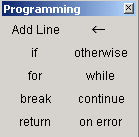 Programming
Add Line ←
if otherwise
for while
break continue
return on error